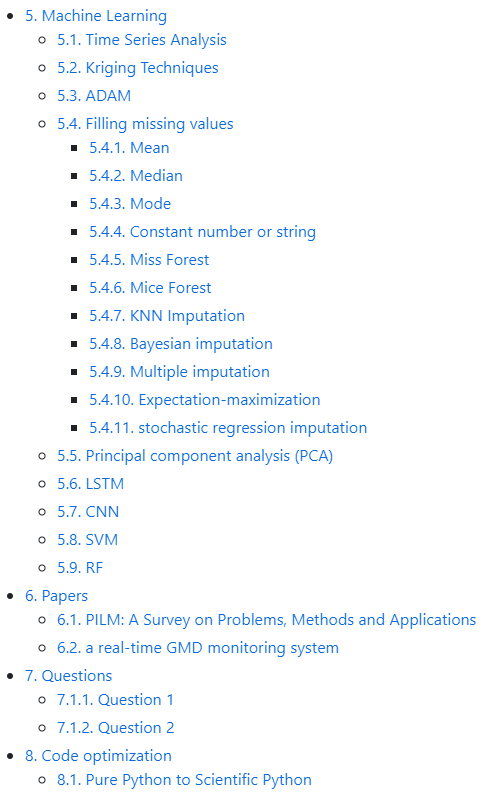 5. Machine Learning
5.1. Time Series Analysis
5.2. Kriging Techniques
5.3. ADAM
5.4. Filling missing values
5.4.1. Mean
5.4.2. Median
5.4.3. Mode
5.4.4. Constant number or string
5.4.5. Miss Forest
5.4.6. Mice Forest
5.4.7. KNN Imputation
5.4.8. Bayesian imputation
5.4.9. Multiple imputation
5.4.10. Expectation-maximization
5.4.11. stochastic regression imputation
5.5. Principal component analysis (PCA)
5.6. LSTM
5.7. CNN
5.8. SVM
5.9. RF
6. Papers
6.1. PILM: A Survey on Problems, Methods and Applications
6.2. a real-time GMD monitoring system
7. Questions
7.1.1. Question 1
7.1.2. Question 2
8. Code optimization
8.1. Pure Python to Scientific Python